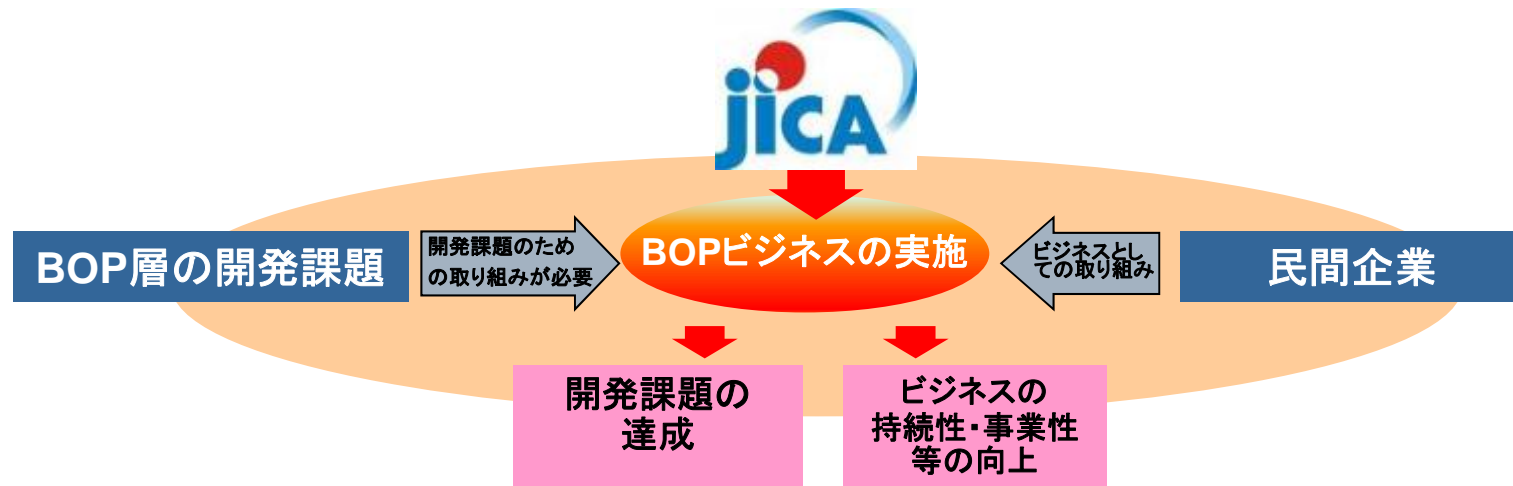 jICA
BOP層の開発課題
開発課題のため
の取り組みが必要
BOPビジネスの実施
ビジネスとし
ての取り組み
民間企業
開発課題の
達成
ビジネスの
持続性・事業性
等の向上